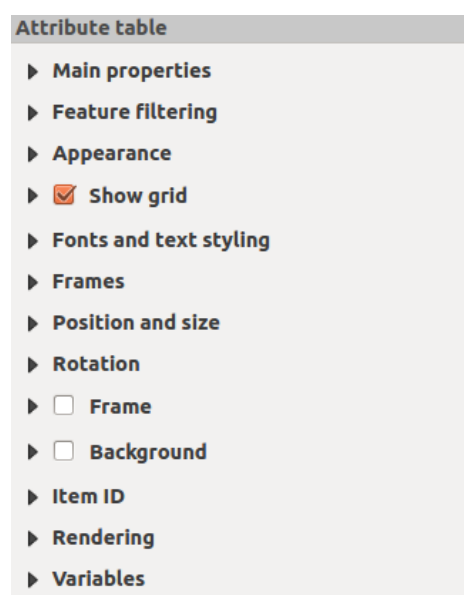 Attribute table
Main properties
Feature filtering
Appearance
Show grid
Fonts and text styling
Frames
Position and size
Rotation
Frame
Background
Item ID
Rendering
Variables